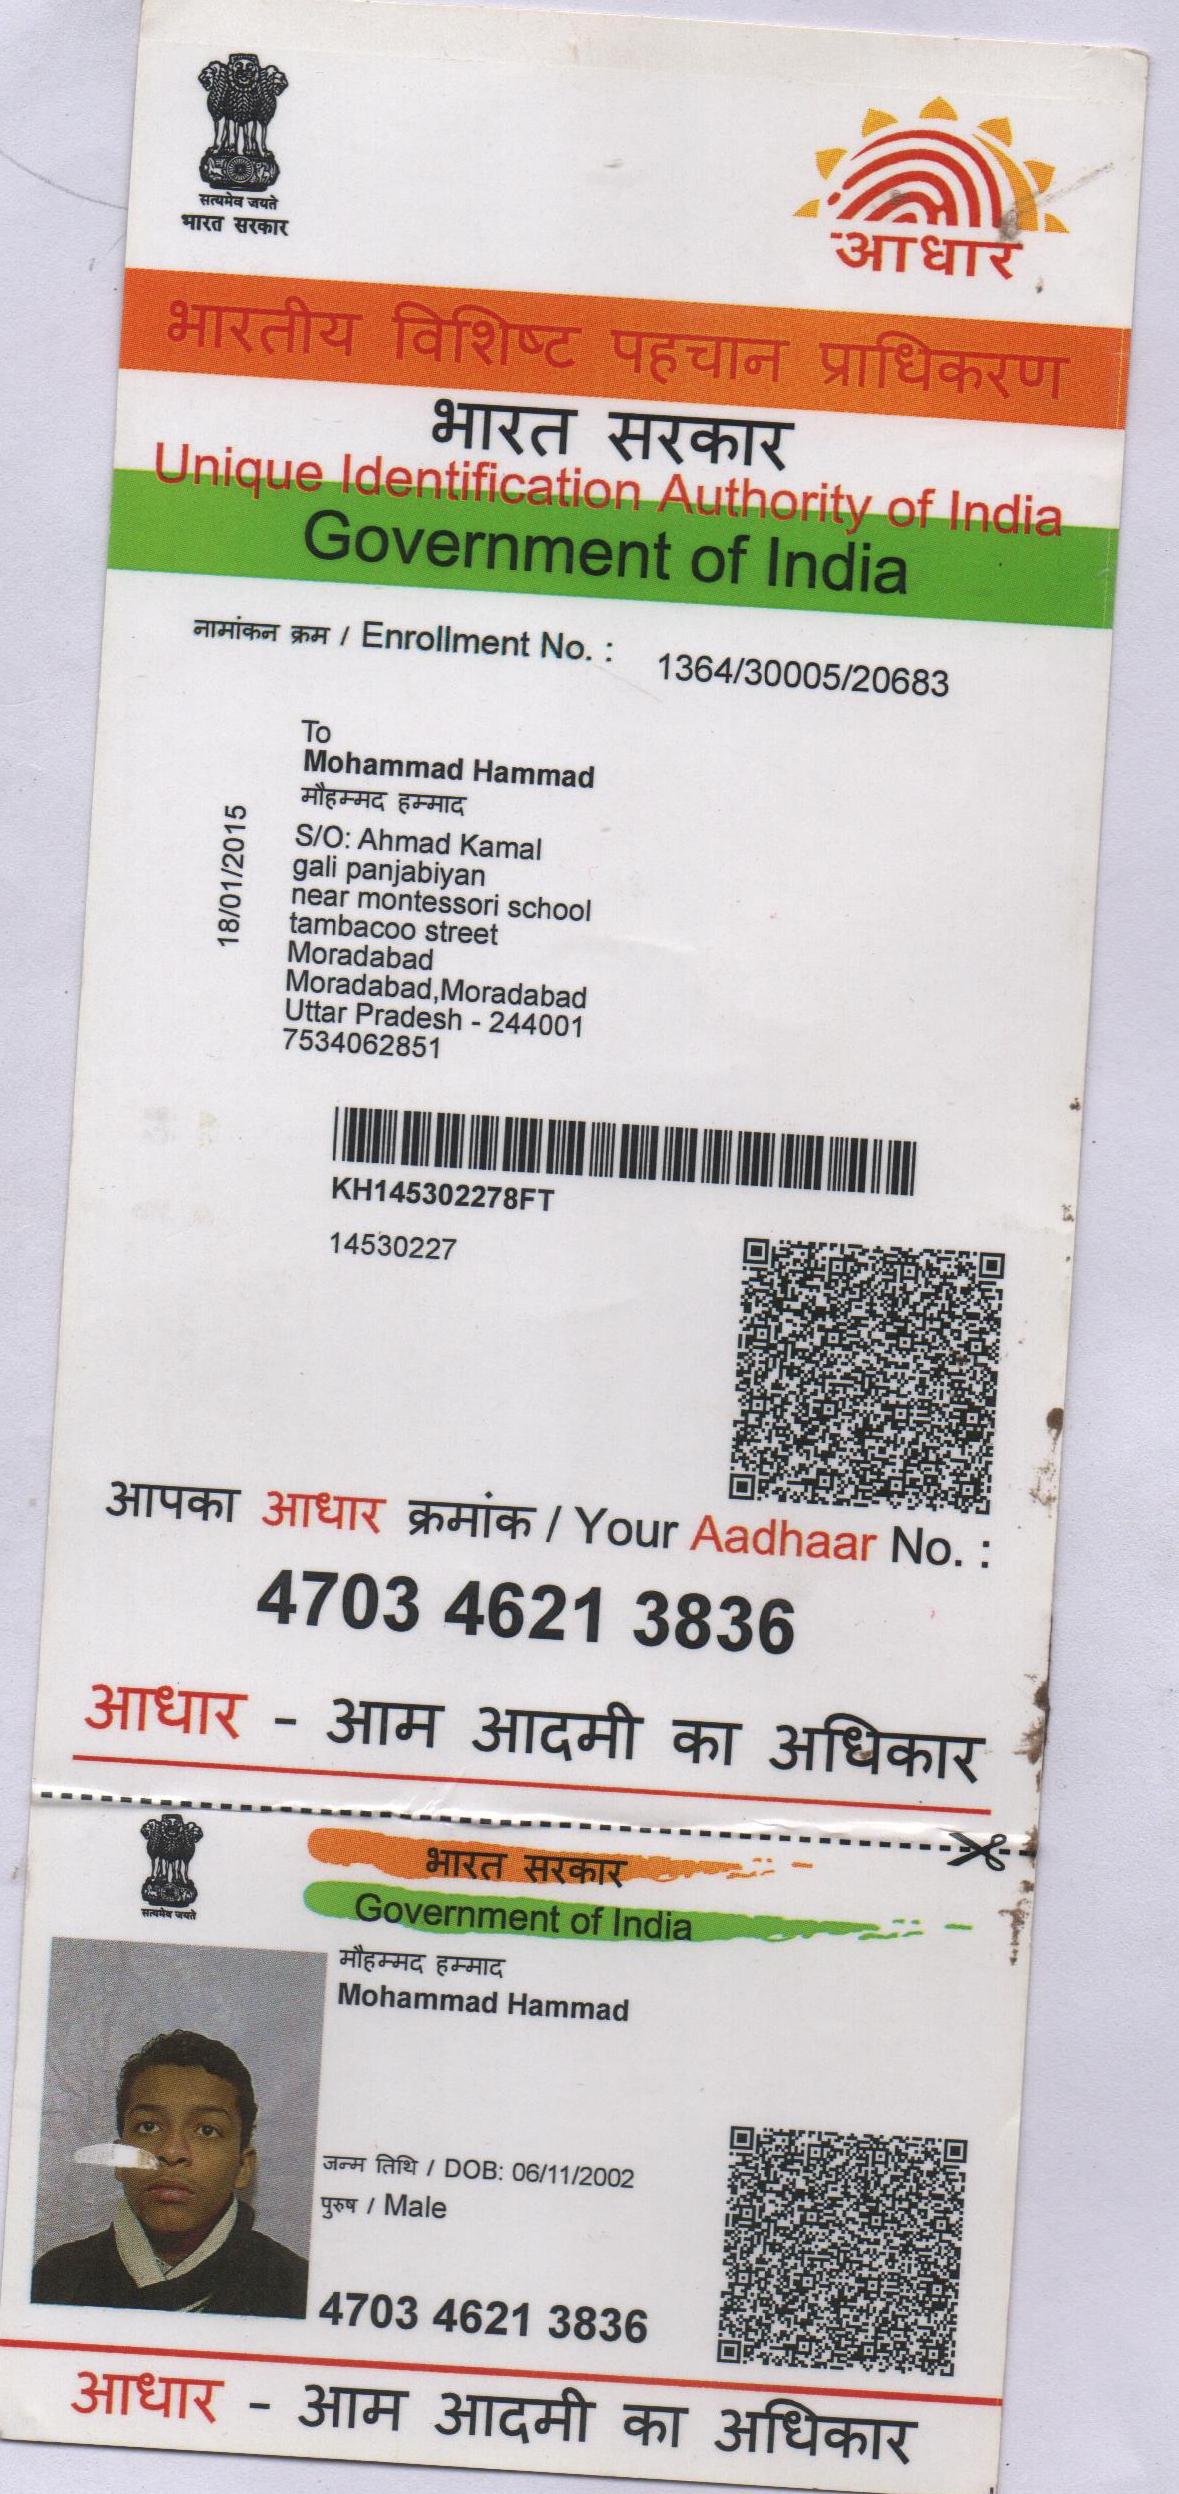 सत्यमेव जयते
भारत सरकार
आधार
भारतीय विशिष्ट पहचान प्राधिकरण
भारत सरकार
Unique Identification Authority of India
Government of India
नामांकन क्रम / Enrollment No. : 1364/30005/20683
18/01/2015
To
Mohammad Hammad
मौहम्मद हम्माद
S/O: Ahmad Kamal
gali panjabiyan
near montessori school
tambacoo street
Moradabad
Moradabad,Moradabad
Uttar Pradesh - 244001
7534062851
KH145302278FT
14530227
आपका आधार क्रमांक / Your Aadhaar No. :
4703 4621 3836
आधार - आम आदमी का अधिकार
सत्यमेव जयते
भारत सरकार
Government of India
मौहम्मद हम्माद
Mohammad Hammad
जन्म तिथि / DOB: 06/11/2002
पुरुष / Male
4703 4621 3836
आधार - आम आदमी का अधिकार